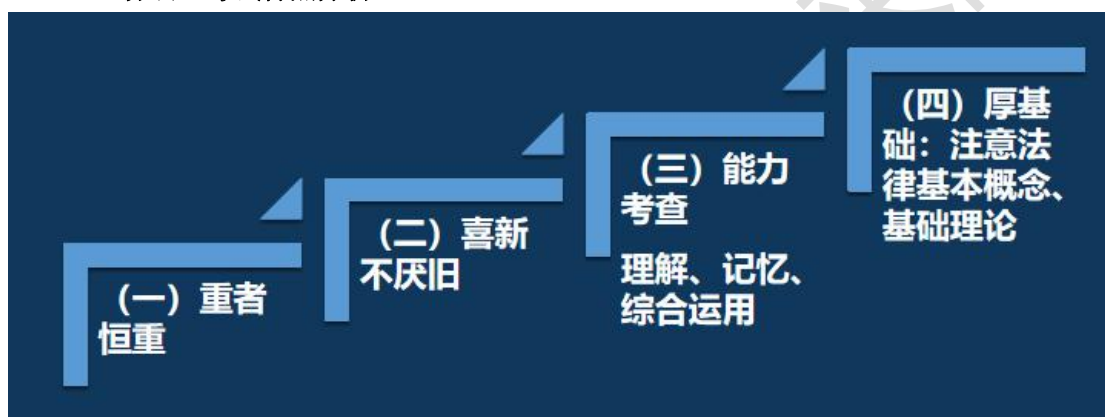 （一）重者
恒重
（二）喜新
不厌旧
（三）能力
考查
理解、记忆、
综合运用
（四）厚基
础：注意法
律基本概念、
基础理论